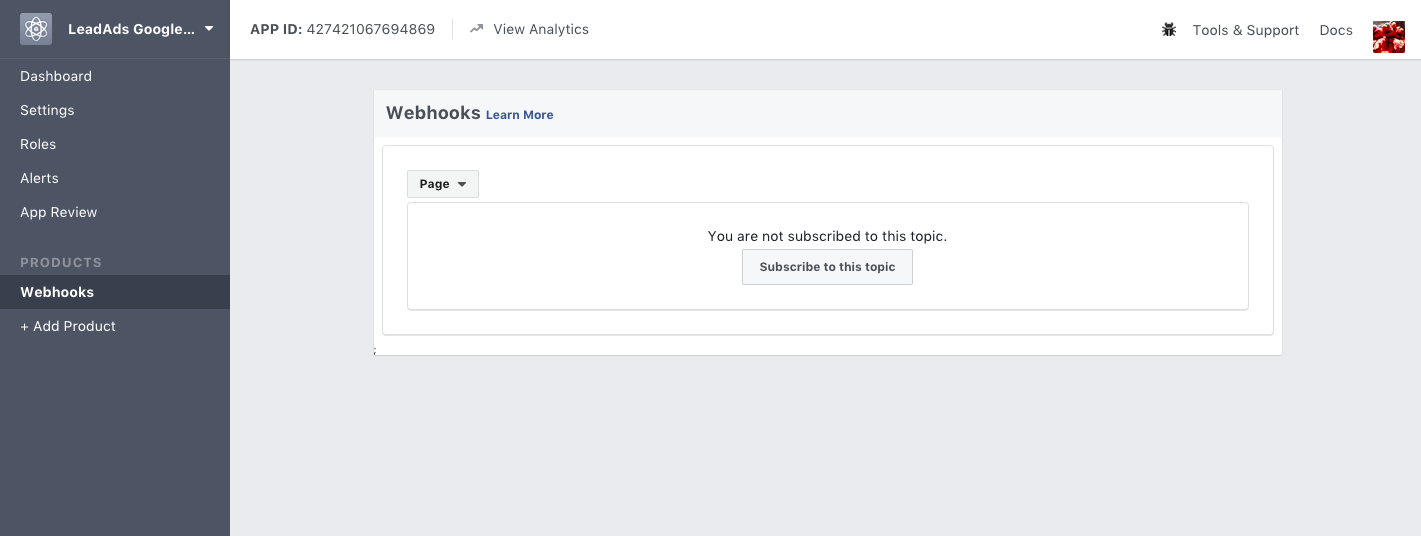 LeadAds Google...
APP ID: 427421067694869
View Analytics
Tools & Support
Docs
Dashboard
Settings
Roles
Alerts
App Review
PRODUCTS
Webhooks
+ Add Product
Webhooks Learn More
Page
You are not subscribed to this topic.
Subscribe to this topic
;